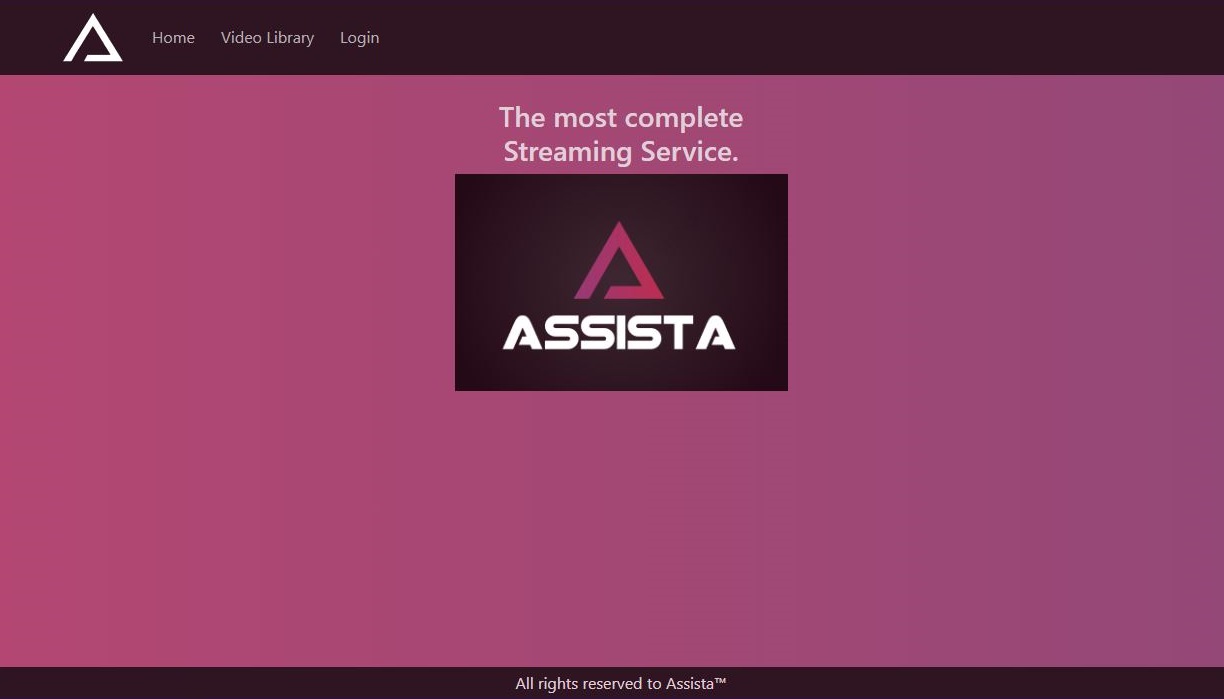 Home
Video Library
Login
The most complete
Streaming Service.
ASSISTA
All rights reserved to Assista™